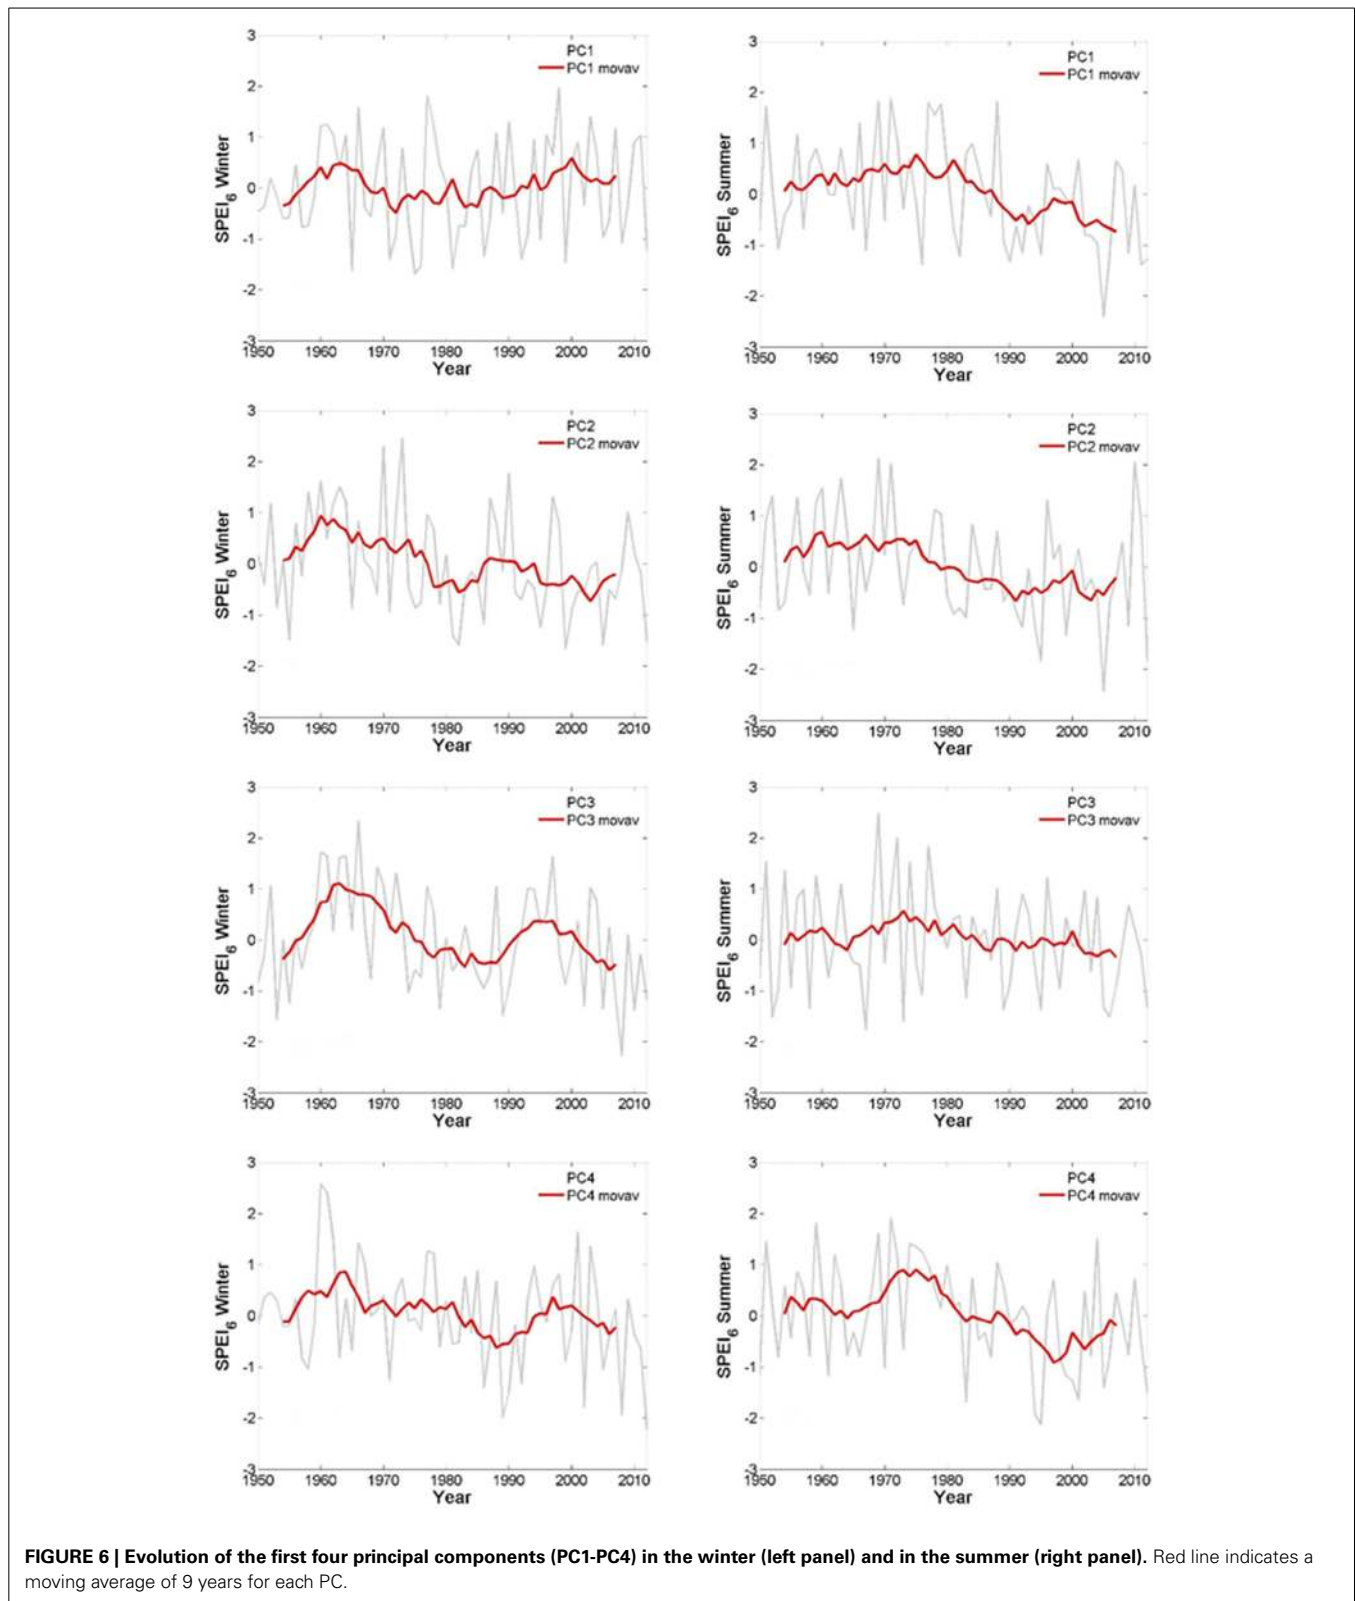 3
PC1
PC1 movav
2
1
0
-1
-2
-3
SPEI6 Winter
1950 1960 1970 1980 1990 2000 2010
Year
3
PC1
PC1 movav
2
1
0
-1
-2
-3
SPEI6 Summer
1950 1960 1970 1980 1990 2000 2010
Year
3
PC2
PC2 movav
2
1
0
-1
-2
-3
SPEI6 Winter
1950 1960 1970 1980 1990 2000 2010
Year
3
PC2
PC2 movav
2
1
0
-1
-2
-3
SPEI6 Summer
1950 1960 1970 1980 1990 2000 2010
Year
3
PC3
PC3 movav
2
1
0
-1
-2
-3
SPEI6 Winter
1950 1960 1970 1980 1990 2000 2010
Year
3
PC3
PC3 movav
2
1
0
-1
-2
-3
SPEI6 Summer
1950 1960 1970 1980 1990 2000 2010
Year
3
PC4
PC4 movav
2
1
0
-1
-2
-3
SPEI6 Winter
1950 1960 1970 1980 1990 2000 2010
Year
3
PC4
PC4 movav
2
1
0
-1
-2
-3
SPEI6 Summer
1950 1960 1970 1980 1990 2000 2010
Year
FIGURE 6 | Evolution of the first four principal components (PC1-PC4) in the winter (left panel) and in the summer (right panel). Red line indicates a
moving average of 9 years for each PC.